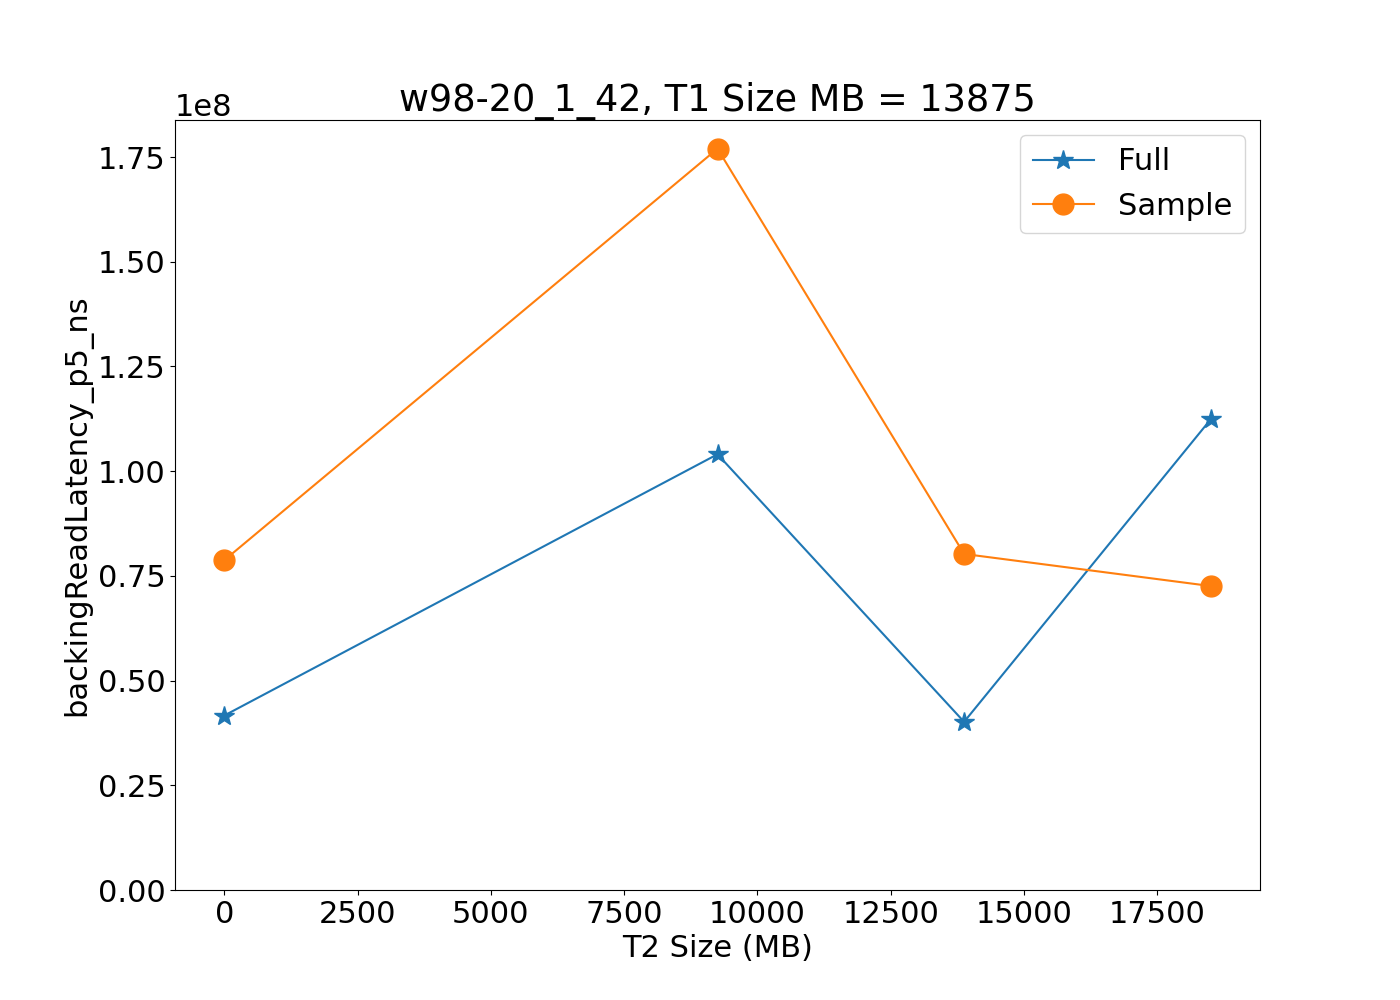 w98-20_1_42, T1 Size MB = 13875
1e8
1.75
1.50
1.25
1.00
0.75
0.50
0.25
0.00
backingReadLatency_p5_ns
Full
Sample
0 2500 5000 7500 10000 12500 15000 17500
T2 Size (MB)